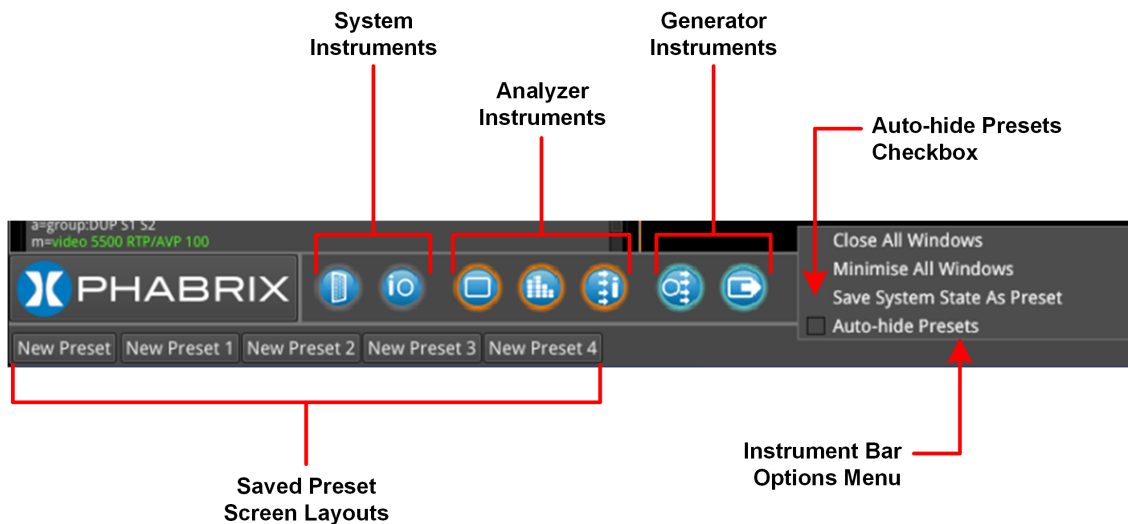 System
Instruments
Generator
Instruments
Analyzer
Instruments
Auto-hide Presets
Checkbox
a=group:DUP S1 S2
m=video 5500 RTP/AVP 100
PHABRIX
io
i
Close All Windows
Minimise All Windows
Save System State As Preset
Auto-hide Presets
New Preset
New Preset 1
New Preset 2
New Preset 3
New Preset 4
Instrument Bar
Options Menu
Saved Preset
Screen Layouts